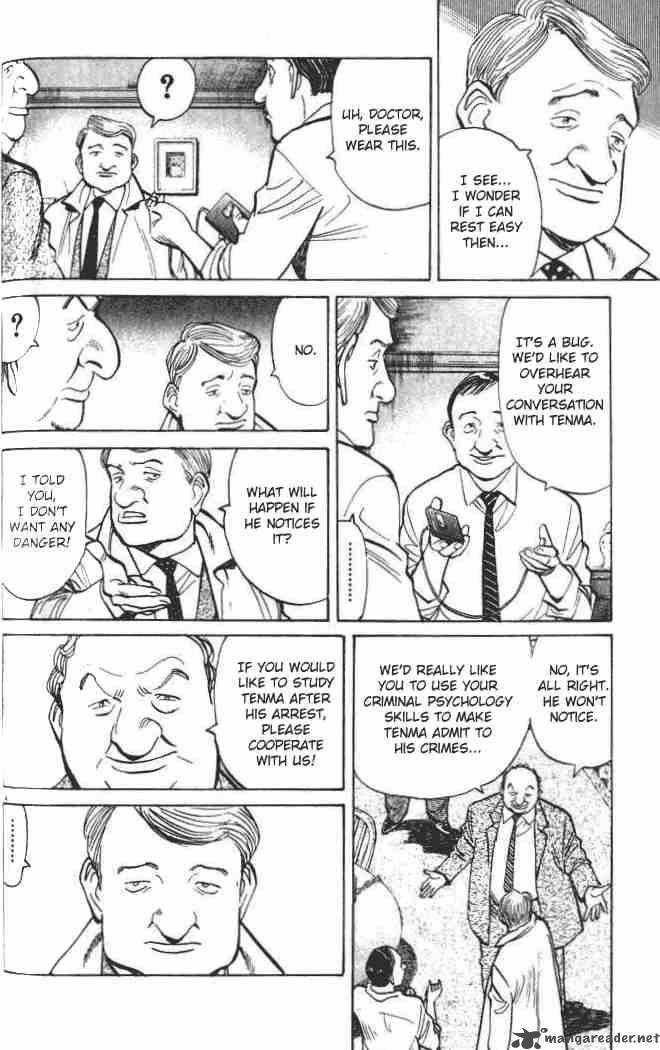 I SEE...
I WONDER
IF I CAN
REST EASY
THEN...
UH, DOCTOR,
PLEASE
WEAR THIS.
?
IT'S A BUG.
WE'D LIKE TO
OVERHEAR
YOUR
CONVERSATION
WITH TENMA.
.........
NO.
?
WHAT WILL
HAPPEN IF
HE NOTICES
IT?
I TOLD
YOU,
I DON'T
WANT ANY
DANGER!
NO, IT'S
ALL RIGHT.
HE WON'T
NOTICE.
WE'D REALLY LIKE
YOU TO USE YOUR
CRIMINAL PSYCHOLOGY
SKILLS TO MAKE
TENMA ADMIT TO
HIS CRIMES...
IF YOU WOULD
LIKE TO STUDY
TENMA AFTER
HIS ARREST,
PLEASE
COOPERATE
WITH US!
.........
mangareader.net